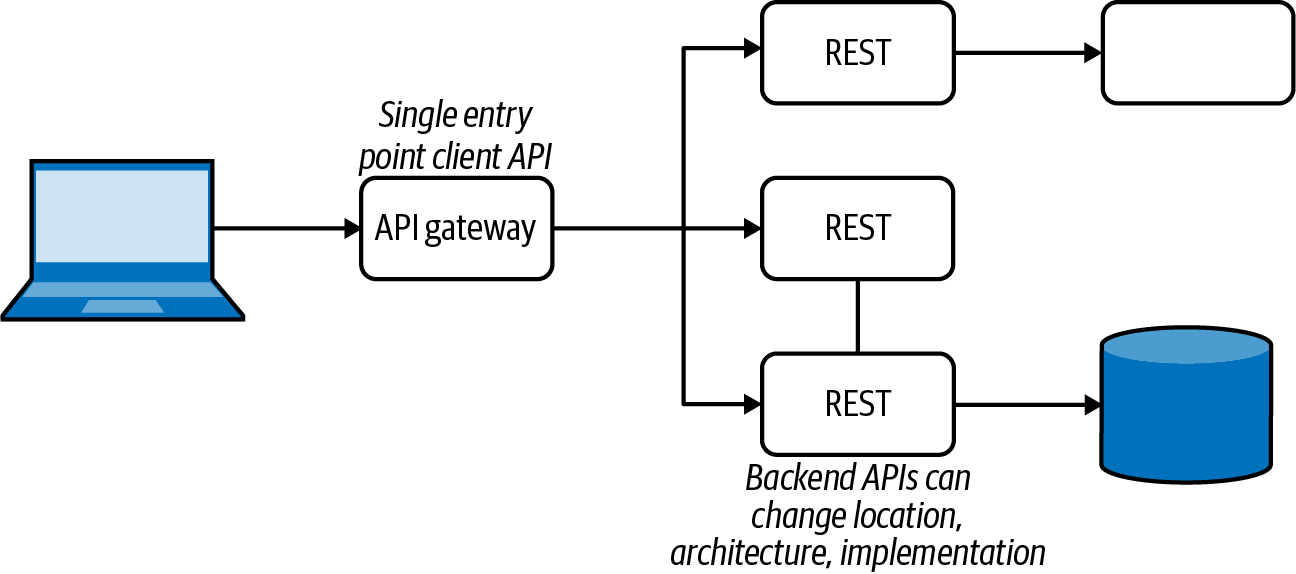 REST
Single entry
point client API
API gateway
REST
REST
Backend APIs can
change location,
architecture, implementation